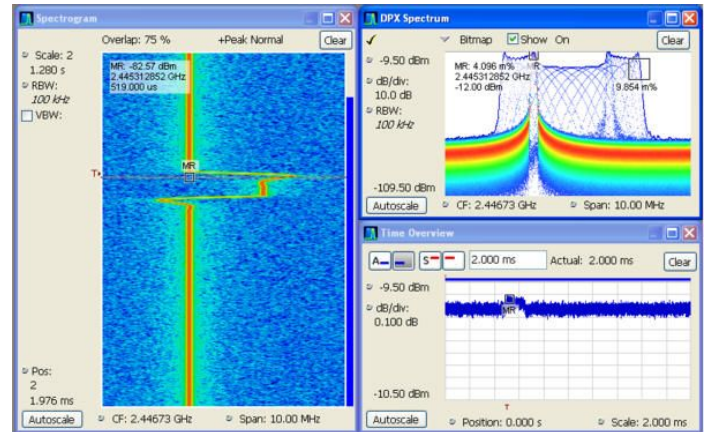 Spectrogram
Overlap: 75 %
+Peak Normal
Clear
Scale: 2
1.280 s
RBW:
100 kHz
VBW:
MR: -82.57 dBm
2.445312852 GHz
519.000 us
MR
T
Pos:
2
1.976 ms
Autoscale
CF: 2.44673 GHz
Span: 10.00 MHz
DPX Spectrum
Bitmap
Show
On
Clear
-9.50 dBm
dB/div:
10.0 dB
RBW:
100 kHz
-109.50 dBm
MR: 4.096 m%
2.445312852 GHz
-12.00 dBm
MR
9.854 m%
Autoscale
CF: 2.44673 GHz
Span: 10.00 MHz
Time Overview
A
S
2.000 ms
Actual: 2.000 ms
Clear
-9.50 dBm
dB/div:
0.100 dB
MR
-10.50 dBm
T
Autoscale
Position: 0.000 s
Scale: 2.000 ms